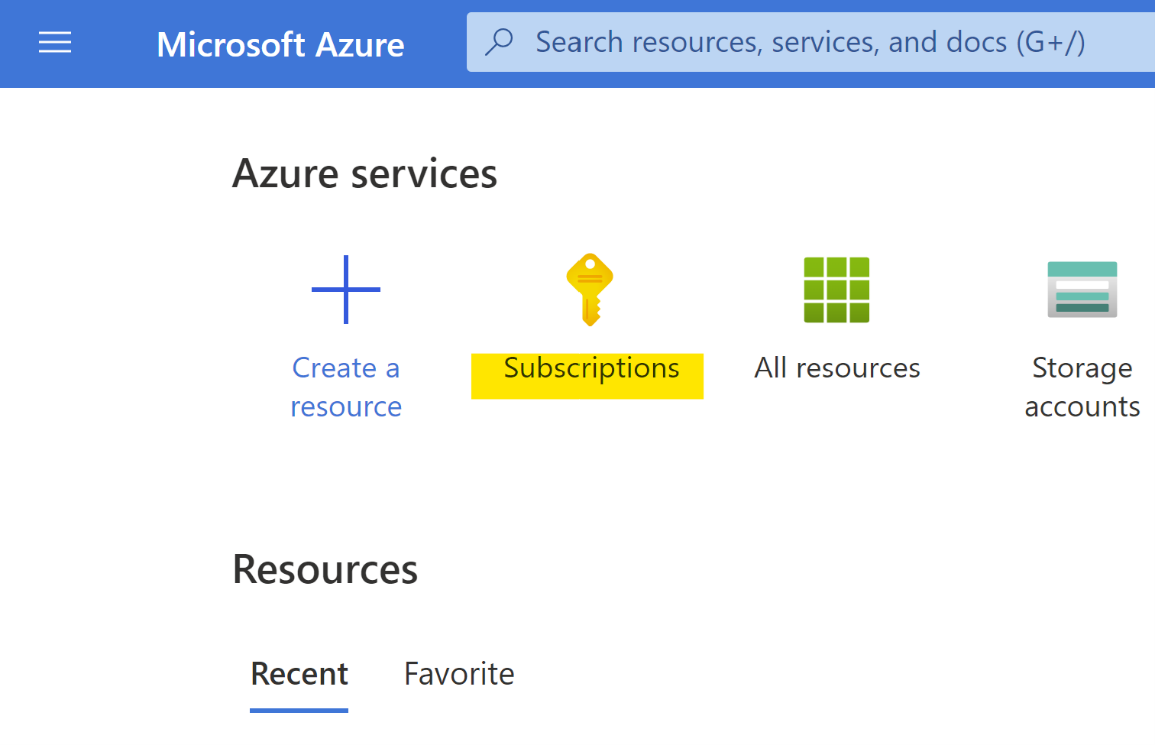 Microsoft Azure
Search resources, services, and docs (G+/)
Azure services
Create a
resource
Subscriptions
All resources
Storage
accounts
Resources
Recent
Favorite